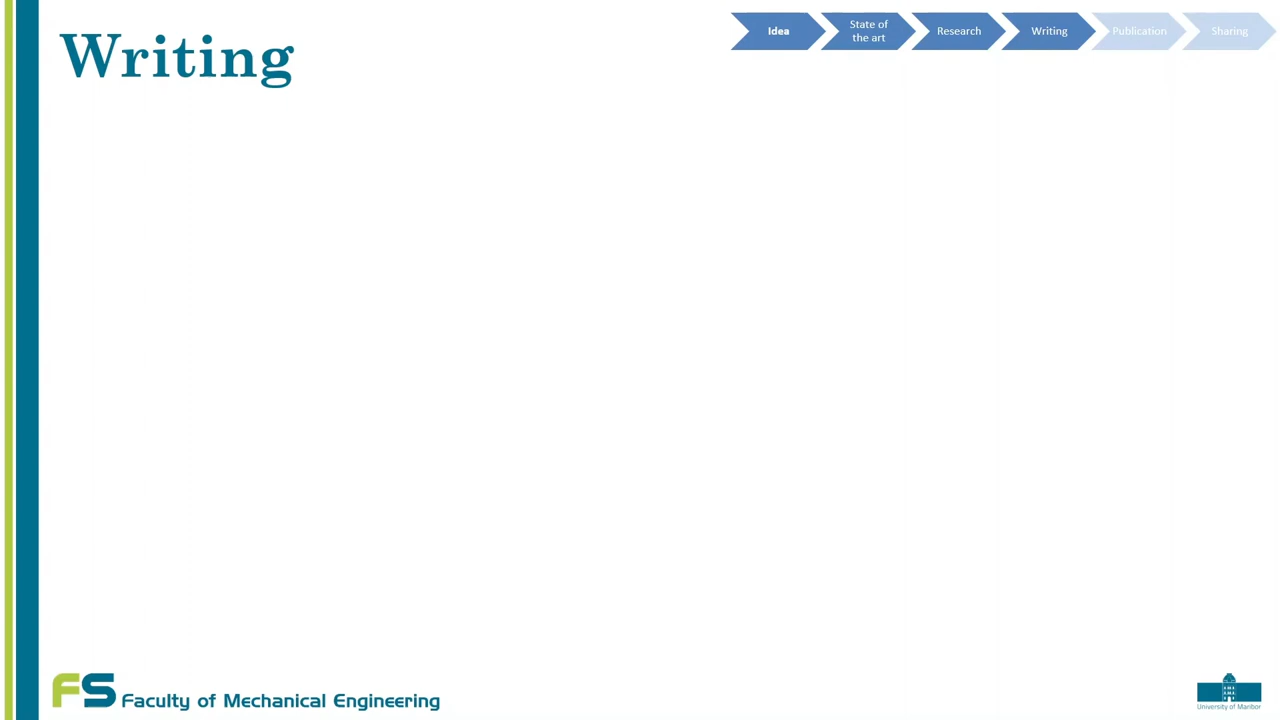 Writing
Idea
State of
the art
Research
Writing
Publication
Sharing
FS Faculty of Mechanical Engineering
University of Maribor